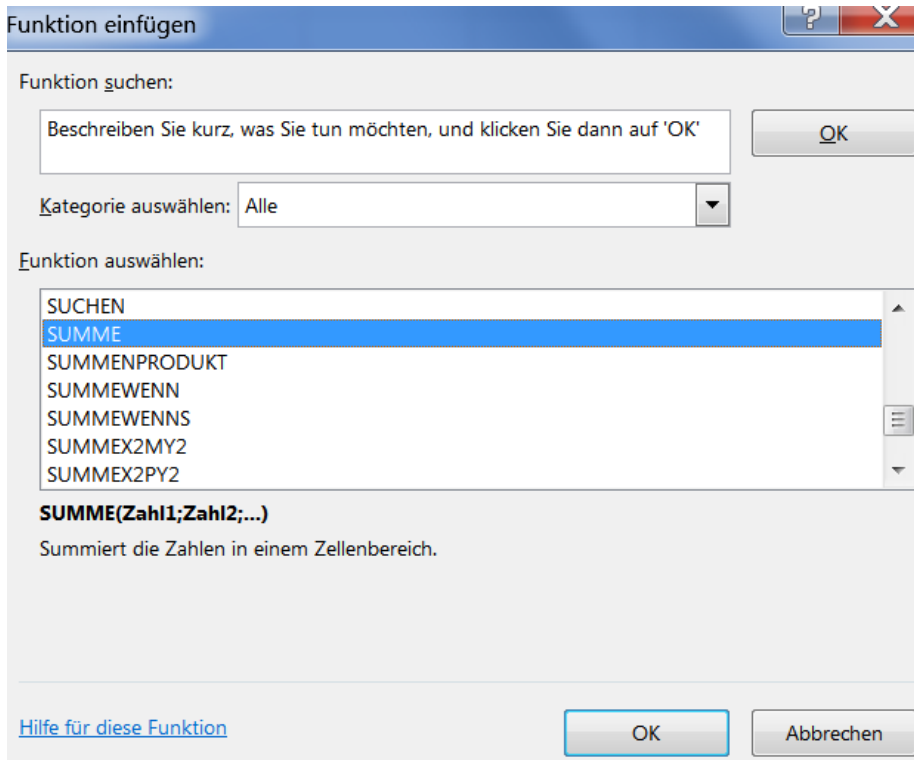 Funktion einfügen
Funktion suchen:
Beschreiben Sie kurz, was Sie tun möchten, und klicken Sie dann auf 'OK'
OK
Kategorie auswählen: Alle
Funktion auswählen:
SUCHEN
SUMME
SUMMENPRODUKT
SUMMEWENN
SUMMEWENNS
SUMMEX2MY2
SUMMEX2PY2
SUMME(Zahl1;Zahl2;...)
Summiert die Zahlen in einem Zellenbereich.
Hilfe für diese Funktion
OK
Abbrechen